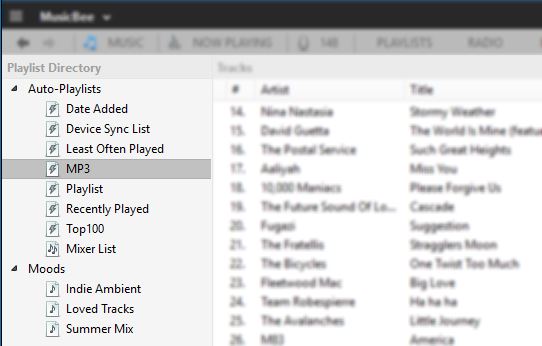 MusicBee
MUSIC NOW PLAYING 148 PLAYLISTS RADIO
Playlist Directory
Auto-Playlists
Date Added
Device Sync List
Least Often Played
MP3
Playlist
Recently Played
Top100
Mixer List
Moods
Indie Ambient
Loved Tracks
Summer Mix
Tracks
# Artist Title
14. Nina Nastasia Stormy Weather
15. David Guetta The World Is Mine (featu
16. The Postal Service Such Great Heights
17. Aaliyah Miss You
18. 10,000 Maniacs Please Forgive Us
19. The Future Sound Of Lo... Cascade
20. Fugazi Suggestion
21. The Fratellis Stragglers Moon
22. The Bicycles One Twist Too Much
23. Fleetwood Mac Big Love
24. Team Robespierre Ha ha ha
25. The Avalanches Little Journey
26. M83 America